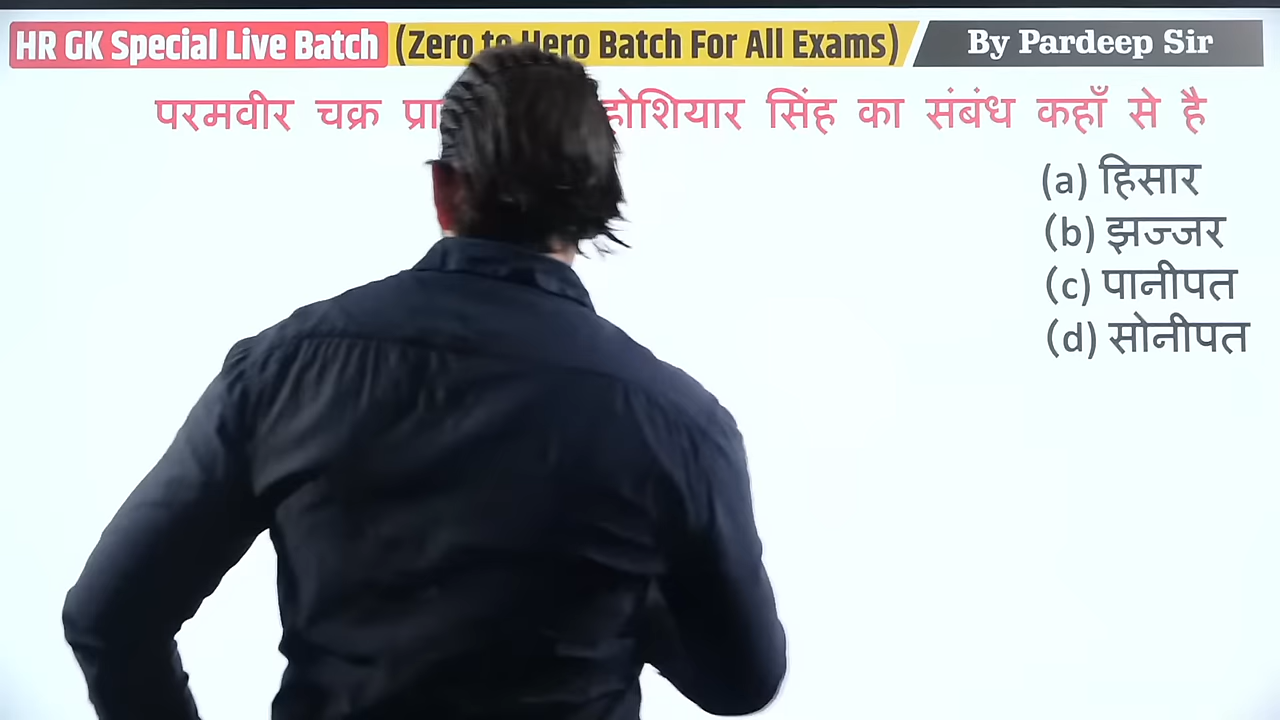 HR GK Special Live Batch (Zero to Hero Batch For All Exams) By Pardeep Sir
परमवीर चक्र होशियार सिंह का संबंध कहाँ से है
(a) हिसार
(b) झज्जर
(c) पानीपत
(d) सोनीपत